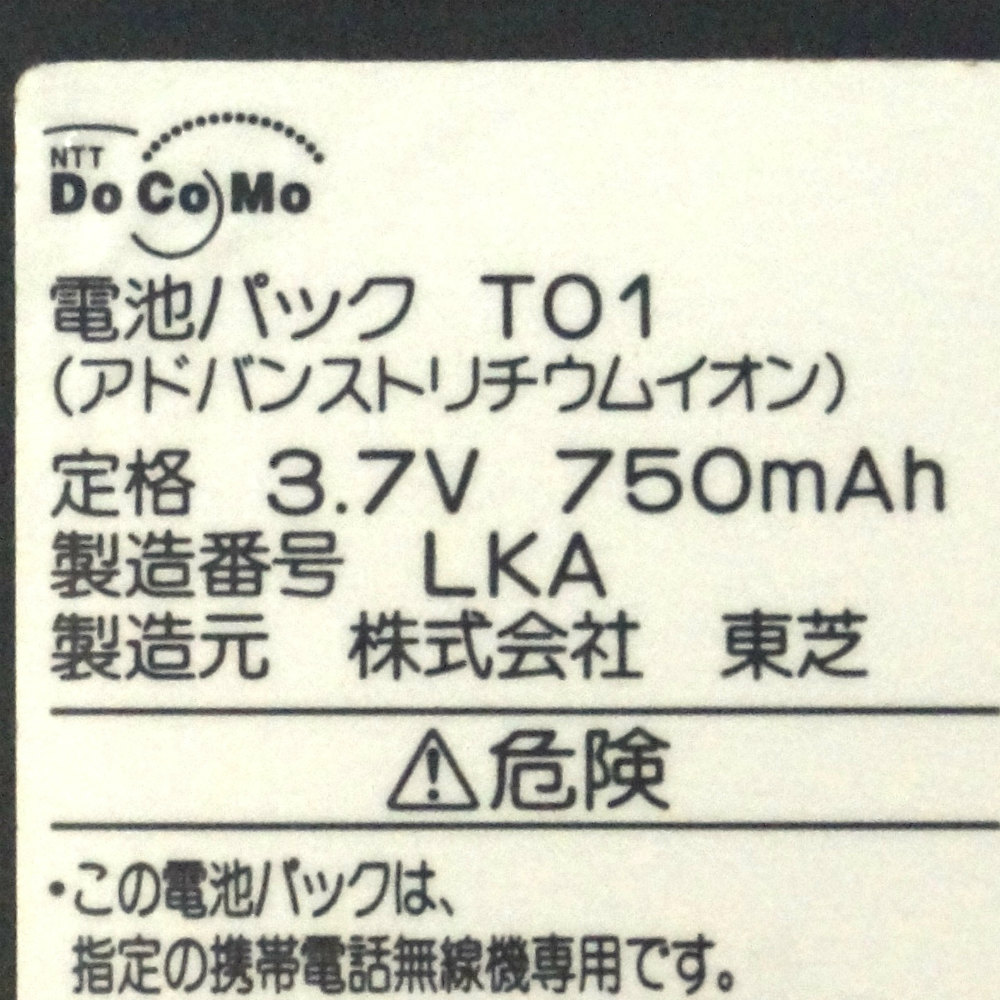 NTT
DoCoMo
電池パック T01
(アドバンストリチウムイオン)
定格 3.7V 750mAh
製造番号 LKA
製造元 株式会社 東芝
⚠危険
・この電池パックは、
指定の携帯電話無線機専用です。